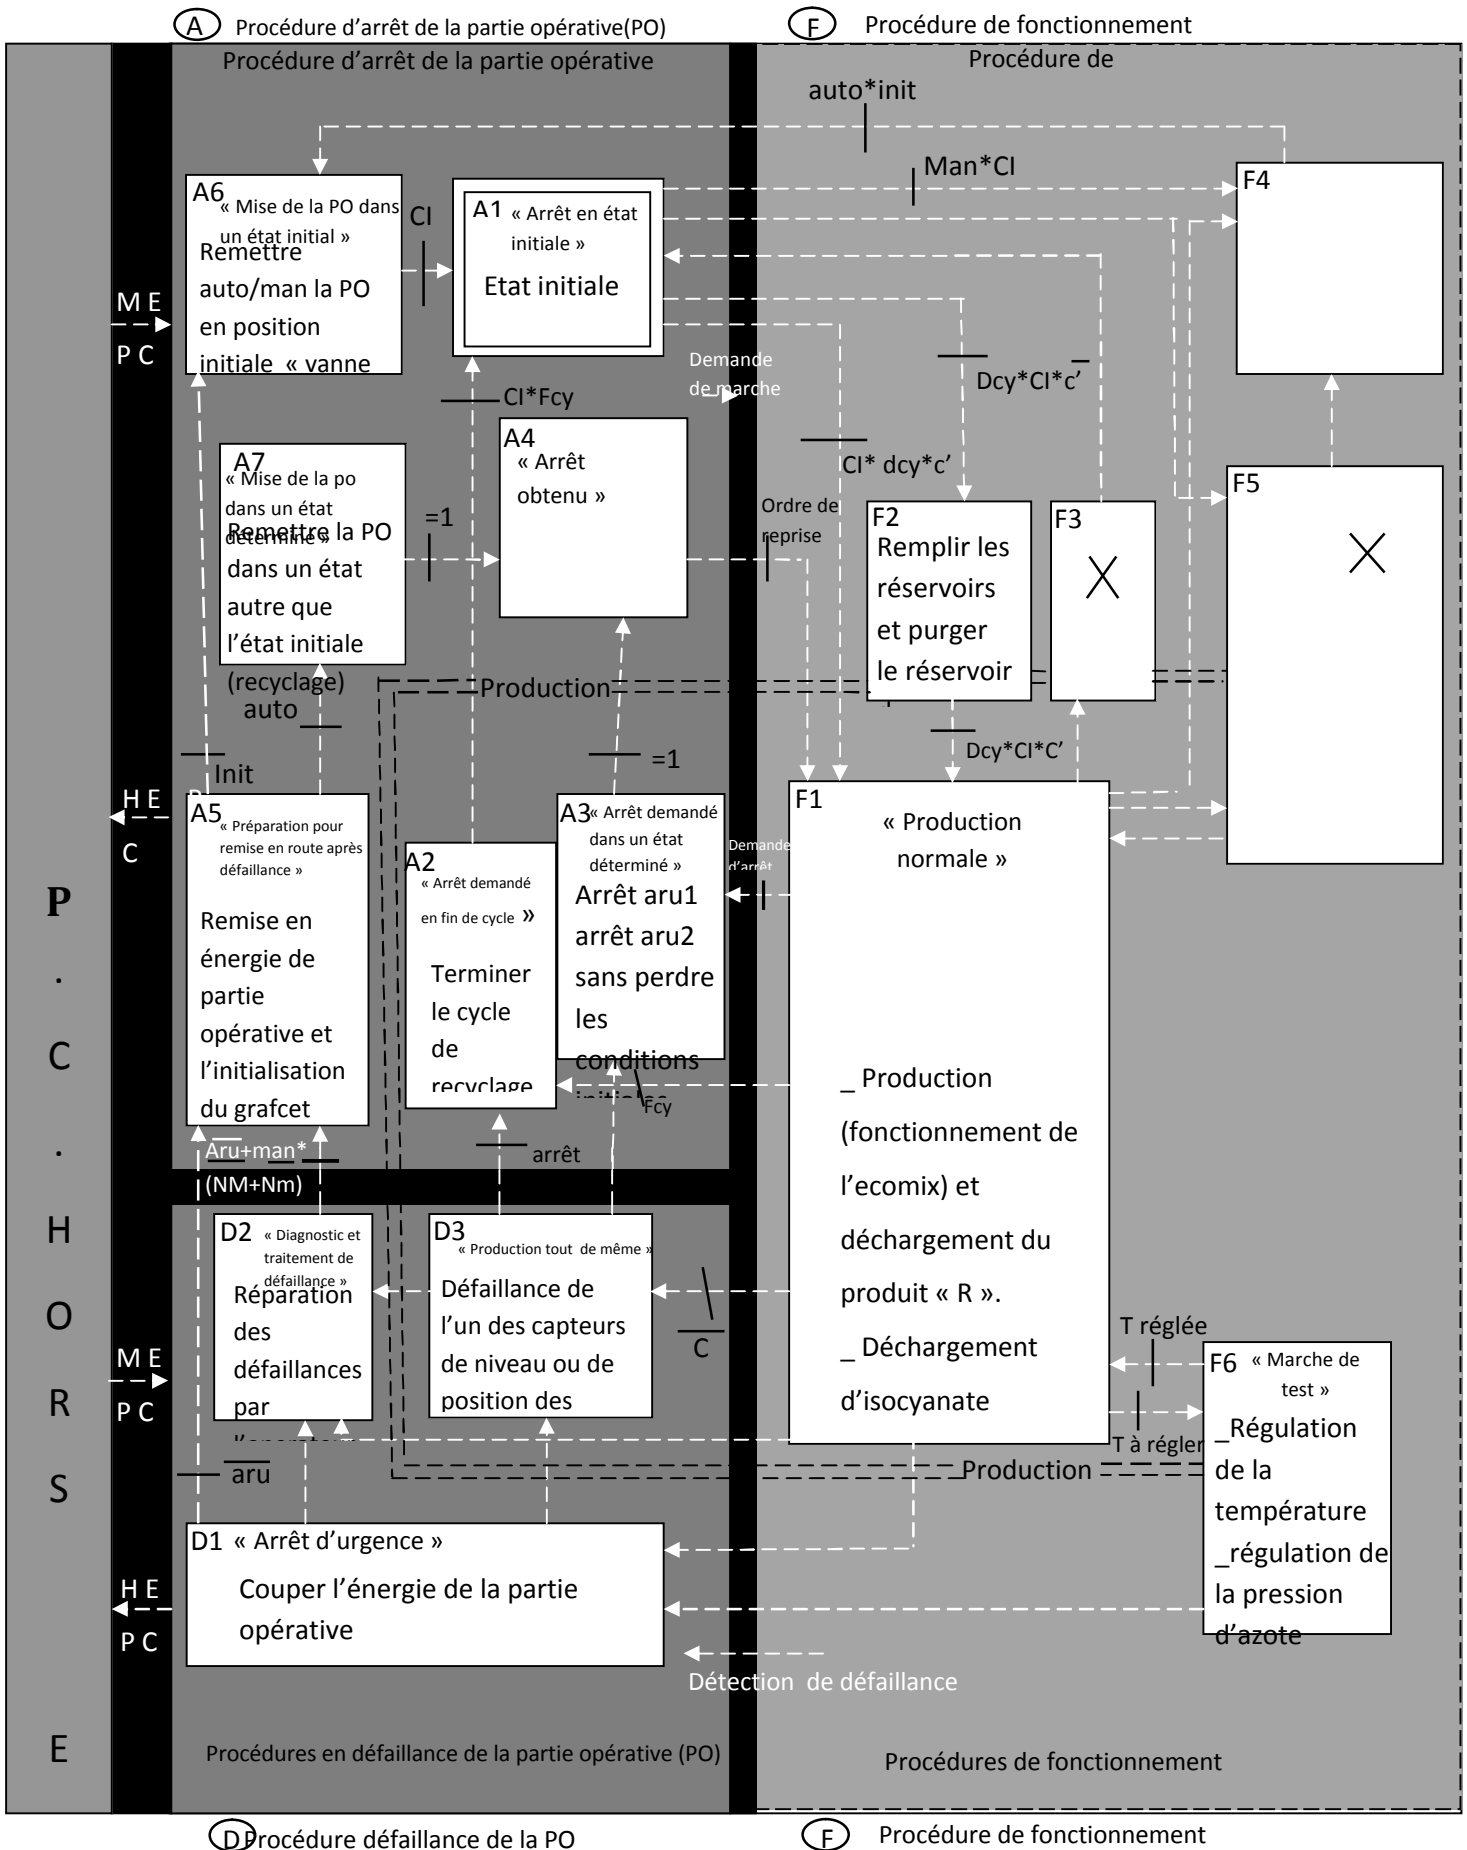 A Procédure d’arrêt de la partie opérative(PO)
F Procédure de fonctionnement
Procédure d’arrêt de la partie opérative
Procédure de
auto*init
Man*CI
A6
« Mise de la PO dans
un état initial »
Remettre
auto/man la PO
en position
initiale « vanne
CI
A1 « Arrêt en état
initiale »
Etat initiale
F4
M E
P C
Demande
de marche
Dcy*CI*c’
CI*Fcy
A4
« Arrêt
obtenu »
CI* dcy*c’
A7
« Mise de la po
dans un état
déterminé »
Remettre la PO
dans un état
autre que
l’état initiale
(recyclage)
=1
Ordre de
reprise
F2
Remplir les
réservoirs
et purger
le réservoir
F3
F5
Production
auto
Init
=1
Dcy*CI*C’
H E
C
A5
« Préparation pour
remise en route après
défaillance »
Remise en
énergie de
partie
opérative et
l’initialisation
du grafcet
A2
« Arrêt demandé
en fin de cycle »
Terminer
le cycle
de
recyclage
A3 « Arrêt demandé
dans un état
déterminé »
Arrêt aru1
arrêt aru2
sans perdre
les
conditions
initiales
Demande
d’arrêt
F1
« Production
normale »
_ Production
(fonctionnement de
l’ecomix) et
déchargement du
produit « R ».
_ Déchargement
d’isocyanate
Fcy
Aru+man*
(NM+Nm)
arrêt
P
.
C
.
H
O
R
S
E
D2
« Diagnostic et
traitement de
défaillance »
Réparation
des
défaillances
par
l’operateur
D3
« Production tout de même »
Défaillance de
l’un des capteurs
de niveau ou de
position des
C
M E
P C
T réglée
T à régler
F6 « Marche de
test »
_Régulation
de la
température
_régulation de
la pression
d’azote
aru
Production
D1 « Arrêt d’urgence »
Couper l’énergie de la partie
opérative
H E
P C
Détection de défaillance
Procédures en défaillance de la partie opérative (PO)
Procédures de fonctionnement
D Procédure défaillance de la PO
F Procédure de fonctionnement